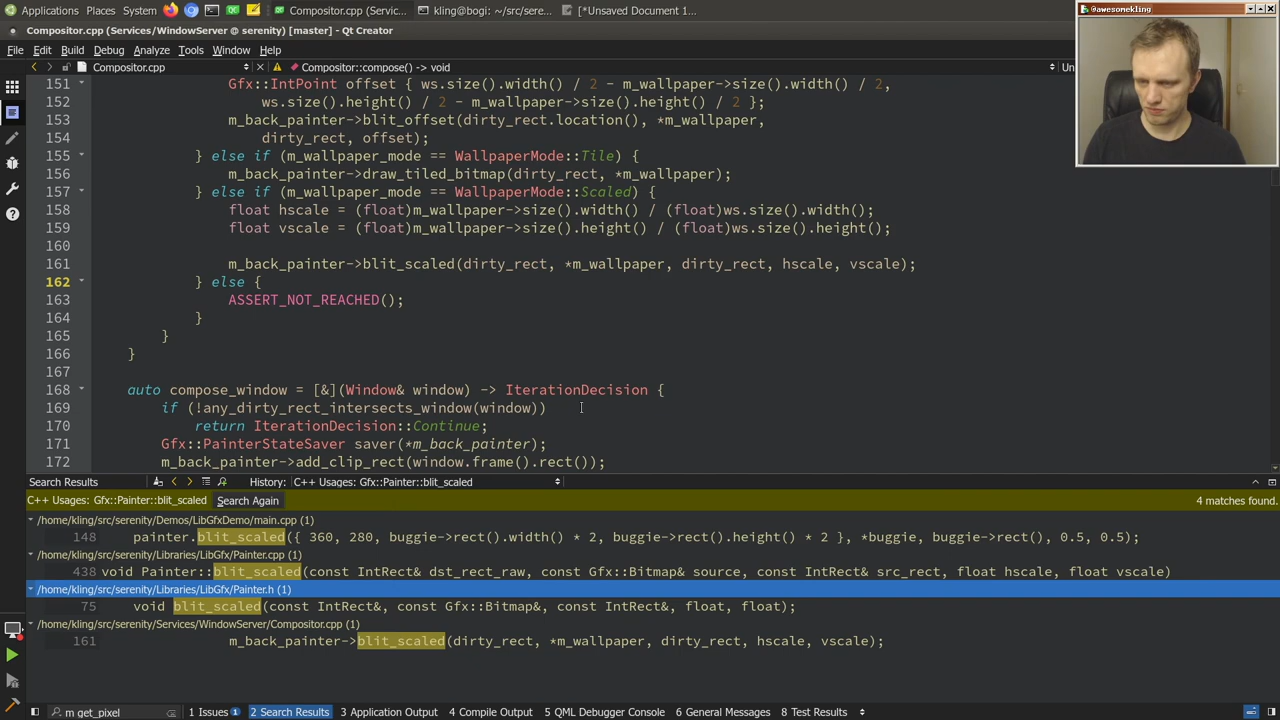 Applications Places System Compositor.cpp (Servic... kling@bogi: ~/src/sere... [*Unsaved Document 1...
@awesomekling
Compositor.cpp (Services/WindowServer @ serenity) [master] - Qt Creator
File Edit Build Debug Analyze Tools Window Help
Compositor.cpp Compositor::compose() -> void Un
151 Gfx::IntPoint offset { ws.size().width() / 2 - m_wallpaper->size().width() / 2,
152 ws.size().height() / 2 - m_wallpaper->size().height() / 2 };
153 m_back_painter->blit_offset(dirty_rect.location(), *m_wallpaper,
154 dirty_rect, offset);
155 } else if (m_wallpaper_mode == WallpaperMode::Tile) {
156 m_back_painter->draw_tiled_bitmap(dirty_rect, *m_wallpaper);
157 } else if (m_wallpaper_mode == WallpaperMode::Scaled) {
158 float hscale = (float)m_wallpaper->size().width() / (float)ws.size().width();
159 float vscale = (float)m_wallpaper->size().height() / (float)ws.size().height();
160
161 m_back_painter->blit_scaled(dirty_rect, *m_wallpaper, dirty_rect, hscale, vscale);
162 } else {
163 ASSERT_NOT_REACHED();
164 }
165 }
166 }
167
168 auto compose_window = [&](Window& window) -> IterationDecision {
169 if (!any_dirty_rect_intersects_window(window))
170 return IterationDecision::Continue;
171 Gfx::PainterStateSaver saver(*m_back_painter);
172 m_back_painter->add_clip_rect(window.frame().rect());
Search Results History: C++ Usages: Gfx::Painter::blit_scaled
C++ Usages: Gfx::Painter::blit_scaled Search Again 4 matches found.
/home/kling/src/serenity/Demos/LibGfxDemo/main.cpp (1)
148 painter.blit_scaled({ 360, 280, buggie->rect().width() * 2, buggie->rect().height() * 2 }, *buggie, buggie->rect(), 0.5, 0.5);
/home/kling/src/serenity/Libraries/LibGfx/Painter.cpp (1)
438 void Painter::blit_scaled(const IntRect& dst_rect_raw, const Gfx::Bitmap& source, const IntRect& src_rect, float hscale, float vscale)
/home/kling/src/serenity/Libraries/LibGfx/Painter.h (1)
75 void blit_scaled(const IntRect&, const Gfx::Bitmap&, const IntRect&, float, float);
/home/kling/src/serenity/Services/WindowServer/Compositor.cpp (1)
161 m_back_painter->blit_scaled(dirty_rect, *m_wallpaper, dirty_rect, hscale, vscale);
m get_pixel 1 Issues 1 2 Search Results 3 Application Output 4 Compile Output 5 QML Debugger Console 6 General Messages 8 Test Results